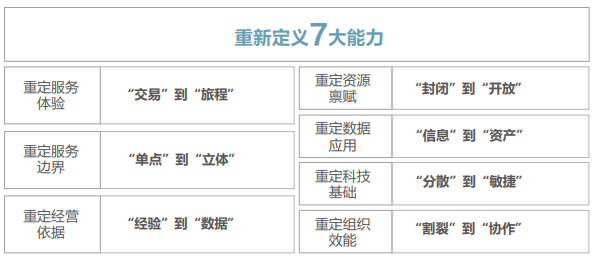 重新定义7大能力
重定服务
体验
“交易”到“旅程”
重定服务
边界
“单点”到“立体”
重定经营
依据
“经验”到“数据”
重定资源
禀赋
“封闭”到“开放”
重定数据
应用
“信息”到“资产”
重定科技
基础
“分散”到“敏捷”
重定组织
效能
“割裂”到“协作”